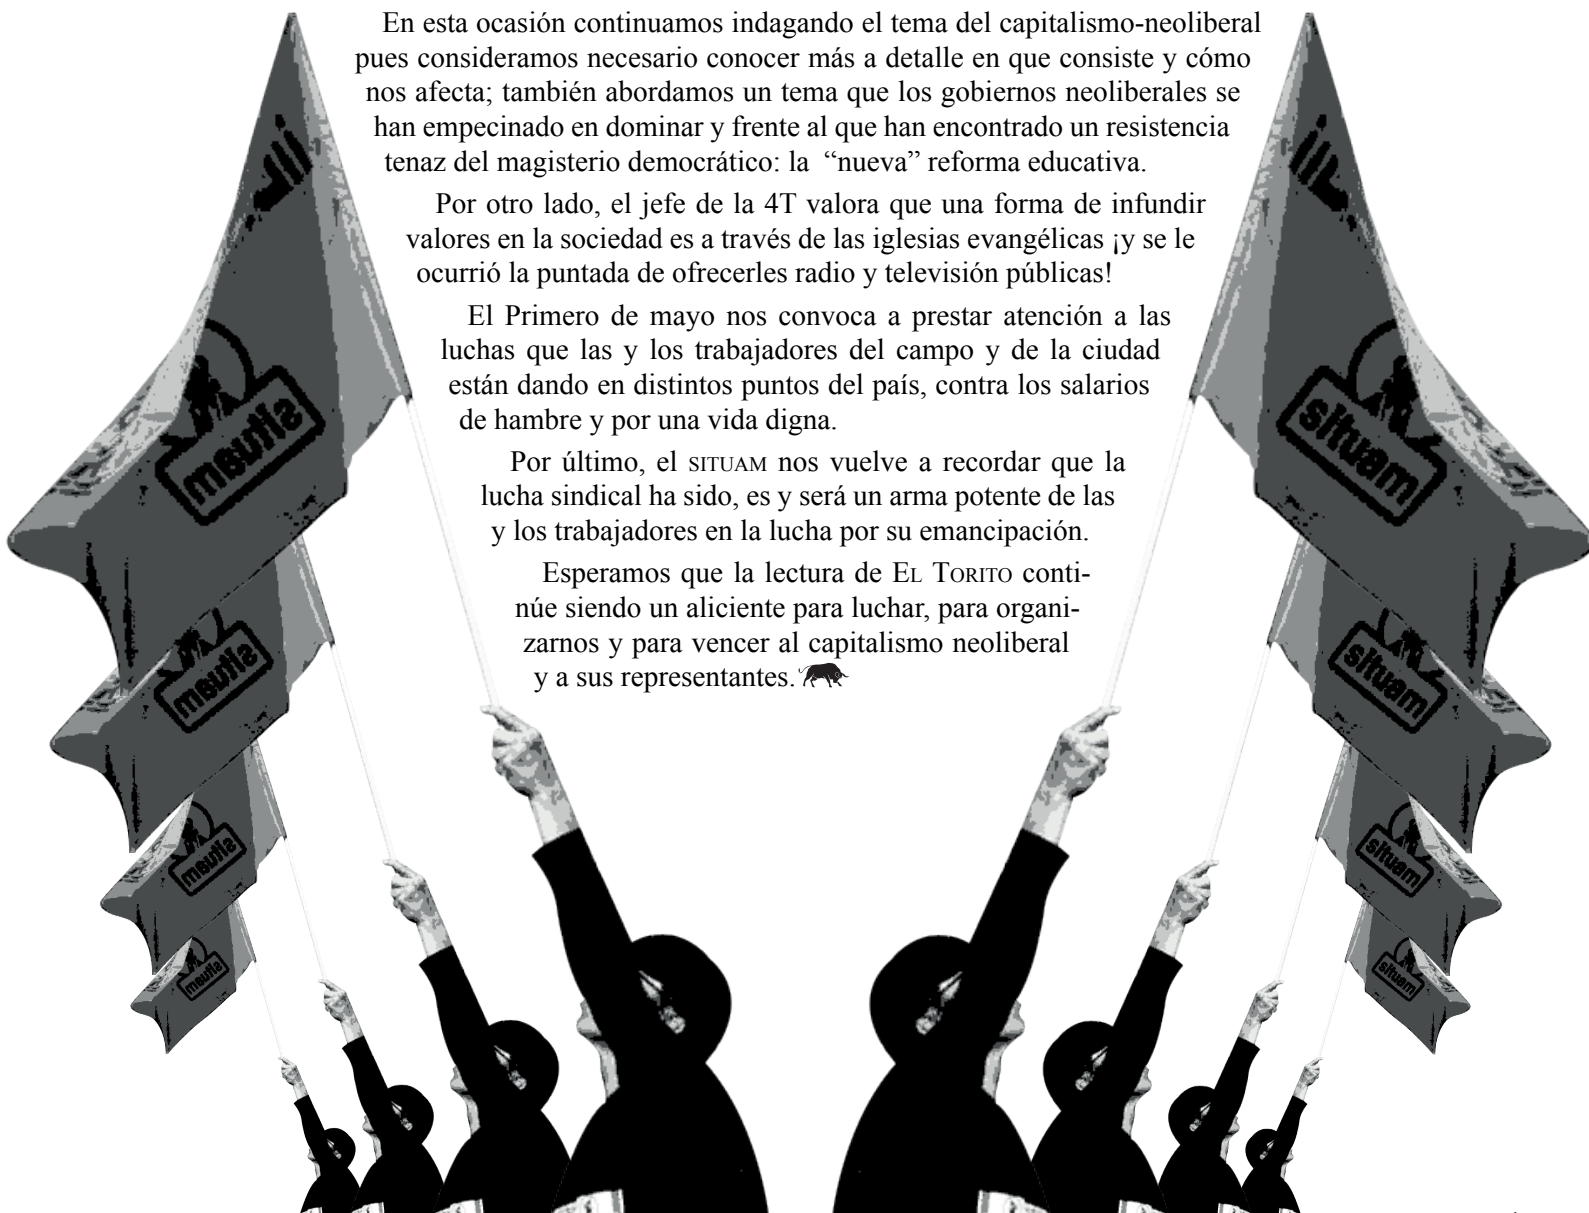 En esta ocasión continuamos indagando el tema del capitalismo-neoliberal
pues consideramos necesario conocer más a detalle en que consiste y cómo
nos afecta; también abordamos un tema que los gobiernos neoliberales se
han empecinado en dominar y frente al que han encontrado un resistencia
tenaz del magisterio democrático: la “nueva” reforma educativa.
Por otro lado, el jefe de la 4T valora que una forma de infundir
valores en la sociedad es a través de las iglesias evangélicas ¡y se le
ocurrió la puntada de ofrecerles radio y televisión públicas!
El Primero de mayo nos convoca a prestar atención a las
luchas que las y los trabajadores del campo y de la ciudad
están dando en distintos puntos del país, contra los salarios
de hambre y por una vida digna.
Por último, el SITUAM nos vuelve a recordar que la
lucha sindical ha sido, es y será un arma potente de las
y los trabajadores en la lucha por su emancipación.
Esperamos que la lectura de EL TORITO conti-
núe siendo un aliciente para luchar, para organi-
zarnos y para vencer al capitalismo neoliberal
y a sus representantes.
situam
situam
situam
situam
situam
situam
situam
situam